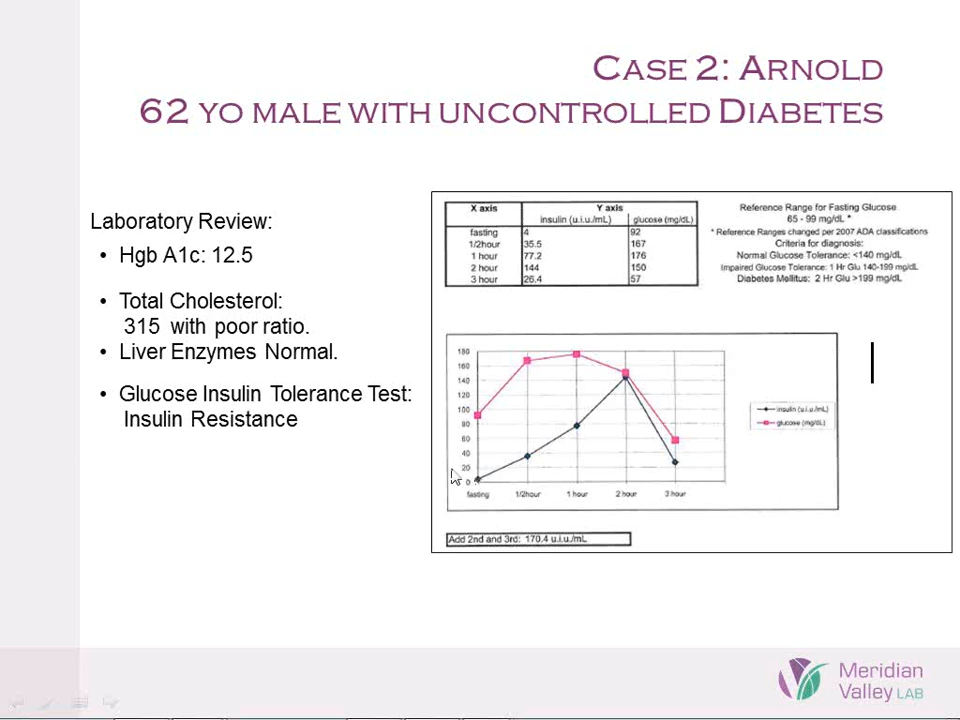 CASE 2: ARNOLD
62 YO MALE WITH UNCONTROLLED DIABETES
Laboratory Review:
• Hgb A1c: 12.5
• Total Cholesterol:
315 with poor ratio.
• Liver Enzymes Normal.
• Glucose Insulin Tolerance Test:
Insulin Resistance
X axis Y axis
insulin (u.i.u./mL) glucose (mg/dL)
fasting 4 92
1/2hour 35.5 167
1 hour 77.2 176
2 hour 144 150
3 hour 26.4 57
Reference Range for Fasting Glucose
65 - 99 mg/dL *
* Reference Ranges changed per 2007 ADA classifications
Criteria for diagnosis:
Normal Glucose Tolerance: <140 mg/dL
Impaired Glucose Tolerance: 1 Hr Glu 140-199 mg/dL
Diabetes Mellitus: 2 Hr Glu >199 mg/dL
180
160
140
120
100
80
60
40
20
0
fasting 1/2hour 1 hour 2 hour 3 hour
insulin (u.i.u./mL)
glucose (mg/dL)
Add 2nd and 3rd: 170.4 u.i.u./mL
Meridian
Valley LAB